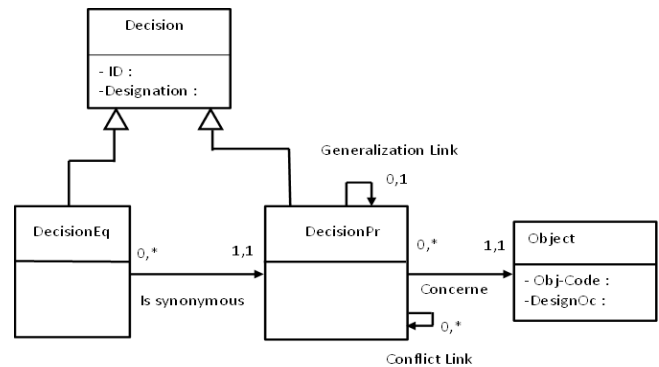 Decision
- ID :
-Designation :
Generalization Link
0,1
DecisionEq
0,*
1,1
Is synonymous
DecisionPr
0,*
1,1
Concerne
Object
- Obj-Code :
-DesignOc :
0,*
Conflict Link